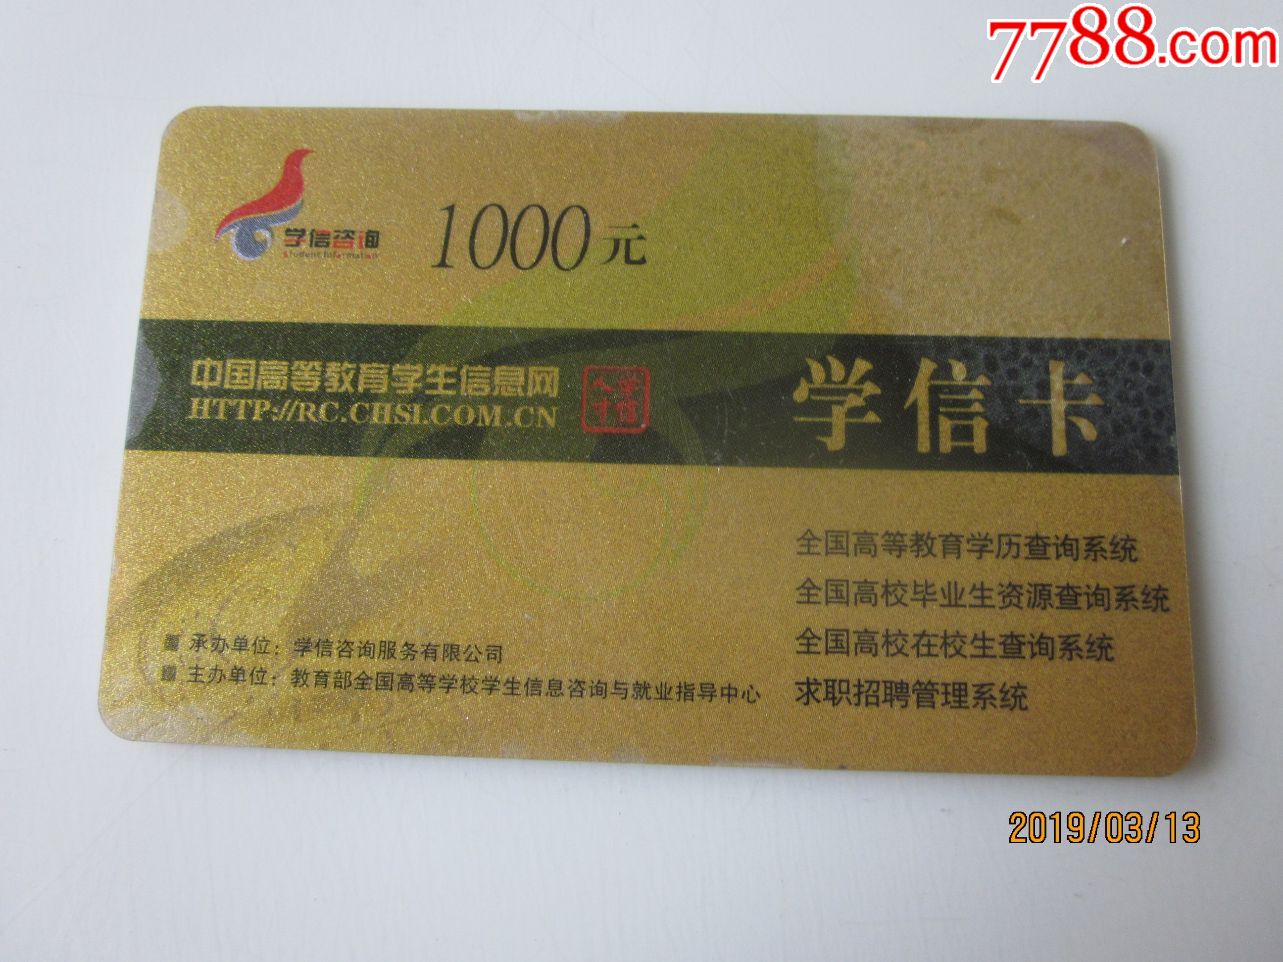 7788.com
学信咨询
Student Information
1000元
中国高等教育学生信息网
HTTP://RC.CHSI.COM.CN
学信
人才
学信卡
全国高等教育学历查询系统
全国高校毕业生资源查询系统
全国高校在校生查询系统
求职招聘管理系统
承办单位：学信咨询服务有限公司
主办单位：教育部全国高等学校学生信息咨询与就业指导中心
2019/03/13